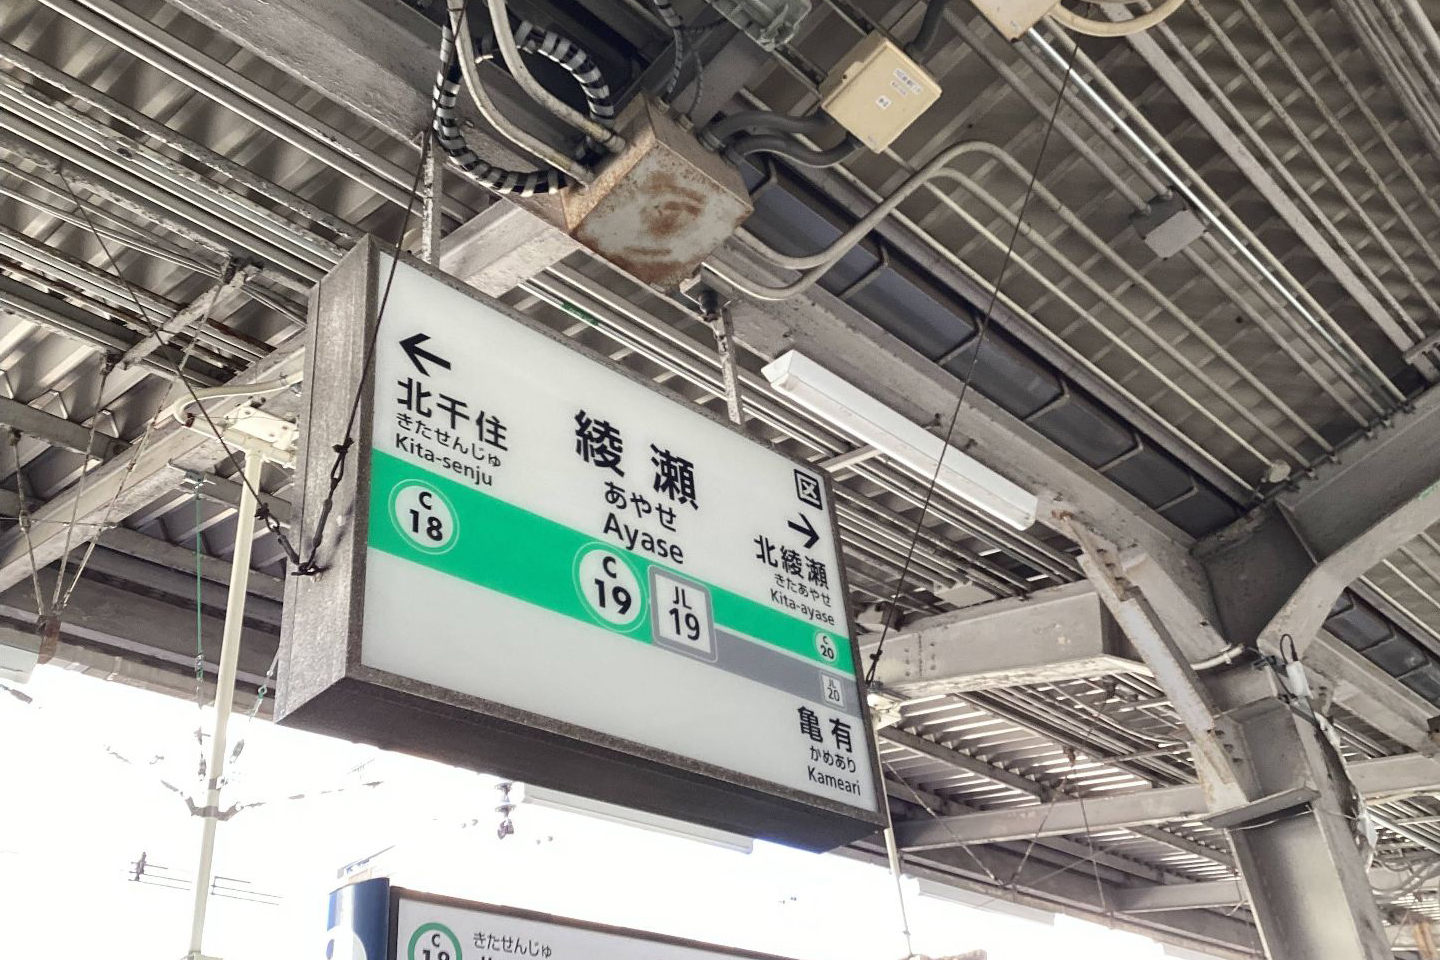 ←
北千住
きたせんじゅ
Kita-senju
C
18
綾瀬
あやせ
Ayase
C
19
JL
19
区
→
北綾瀬
きたあやせ
Kita-ayase
C
20
JL
20
亀有
かめあり
Kameari
C
18
きたせんじゅ